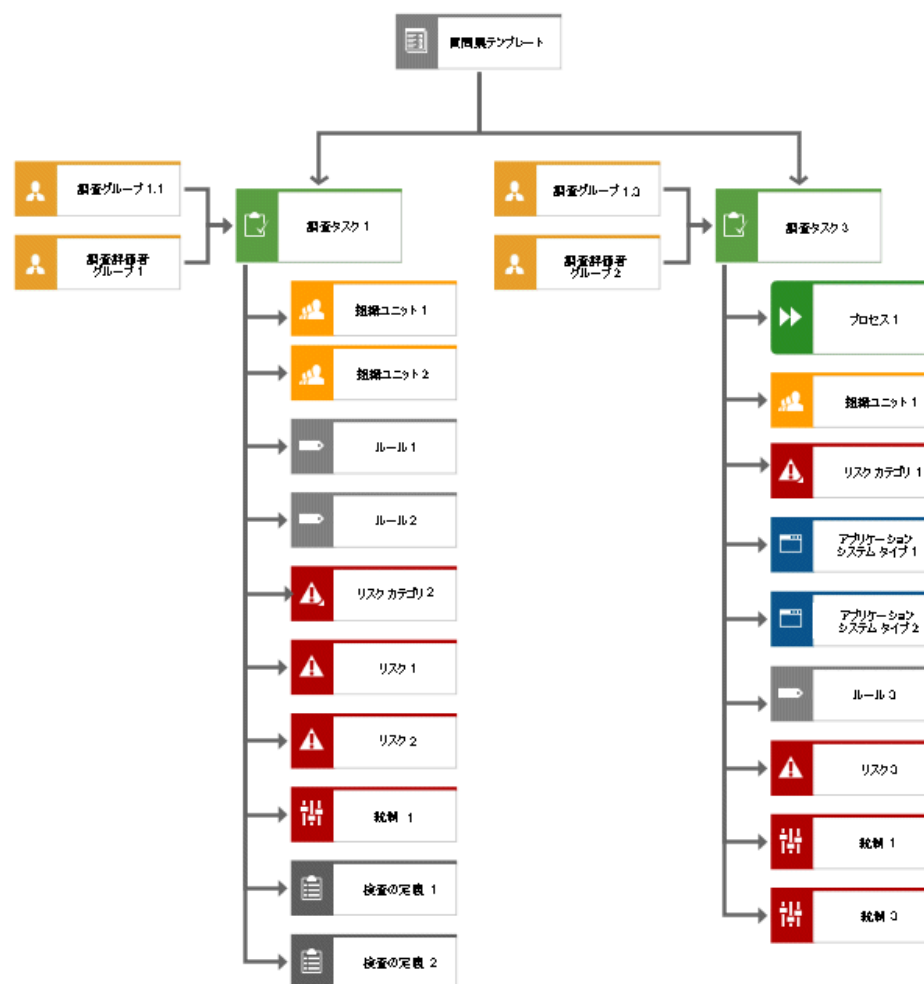 質問票テンプレート
調査グループ 1.1
調査評価者
グループ 1
調査タスク 1
組織ユニット 1
組織ユニット 2
ルール 1
ルール 2
リスク カテゴリ 2
リスク 1
リスク 2
統制 1
検査の定義 1
検査の定義 2
調査グループ 1.3
調査評価者
グループ 2
調査タスク 3
プロセス 1
組織ユニット 1
リスク カテゴリ 1
アプリケーション
システム タイプ 1
アプリケーション
システム タイプ 2
ルール 3
リスク 3
統制 1
統制 3